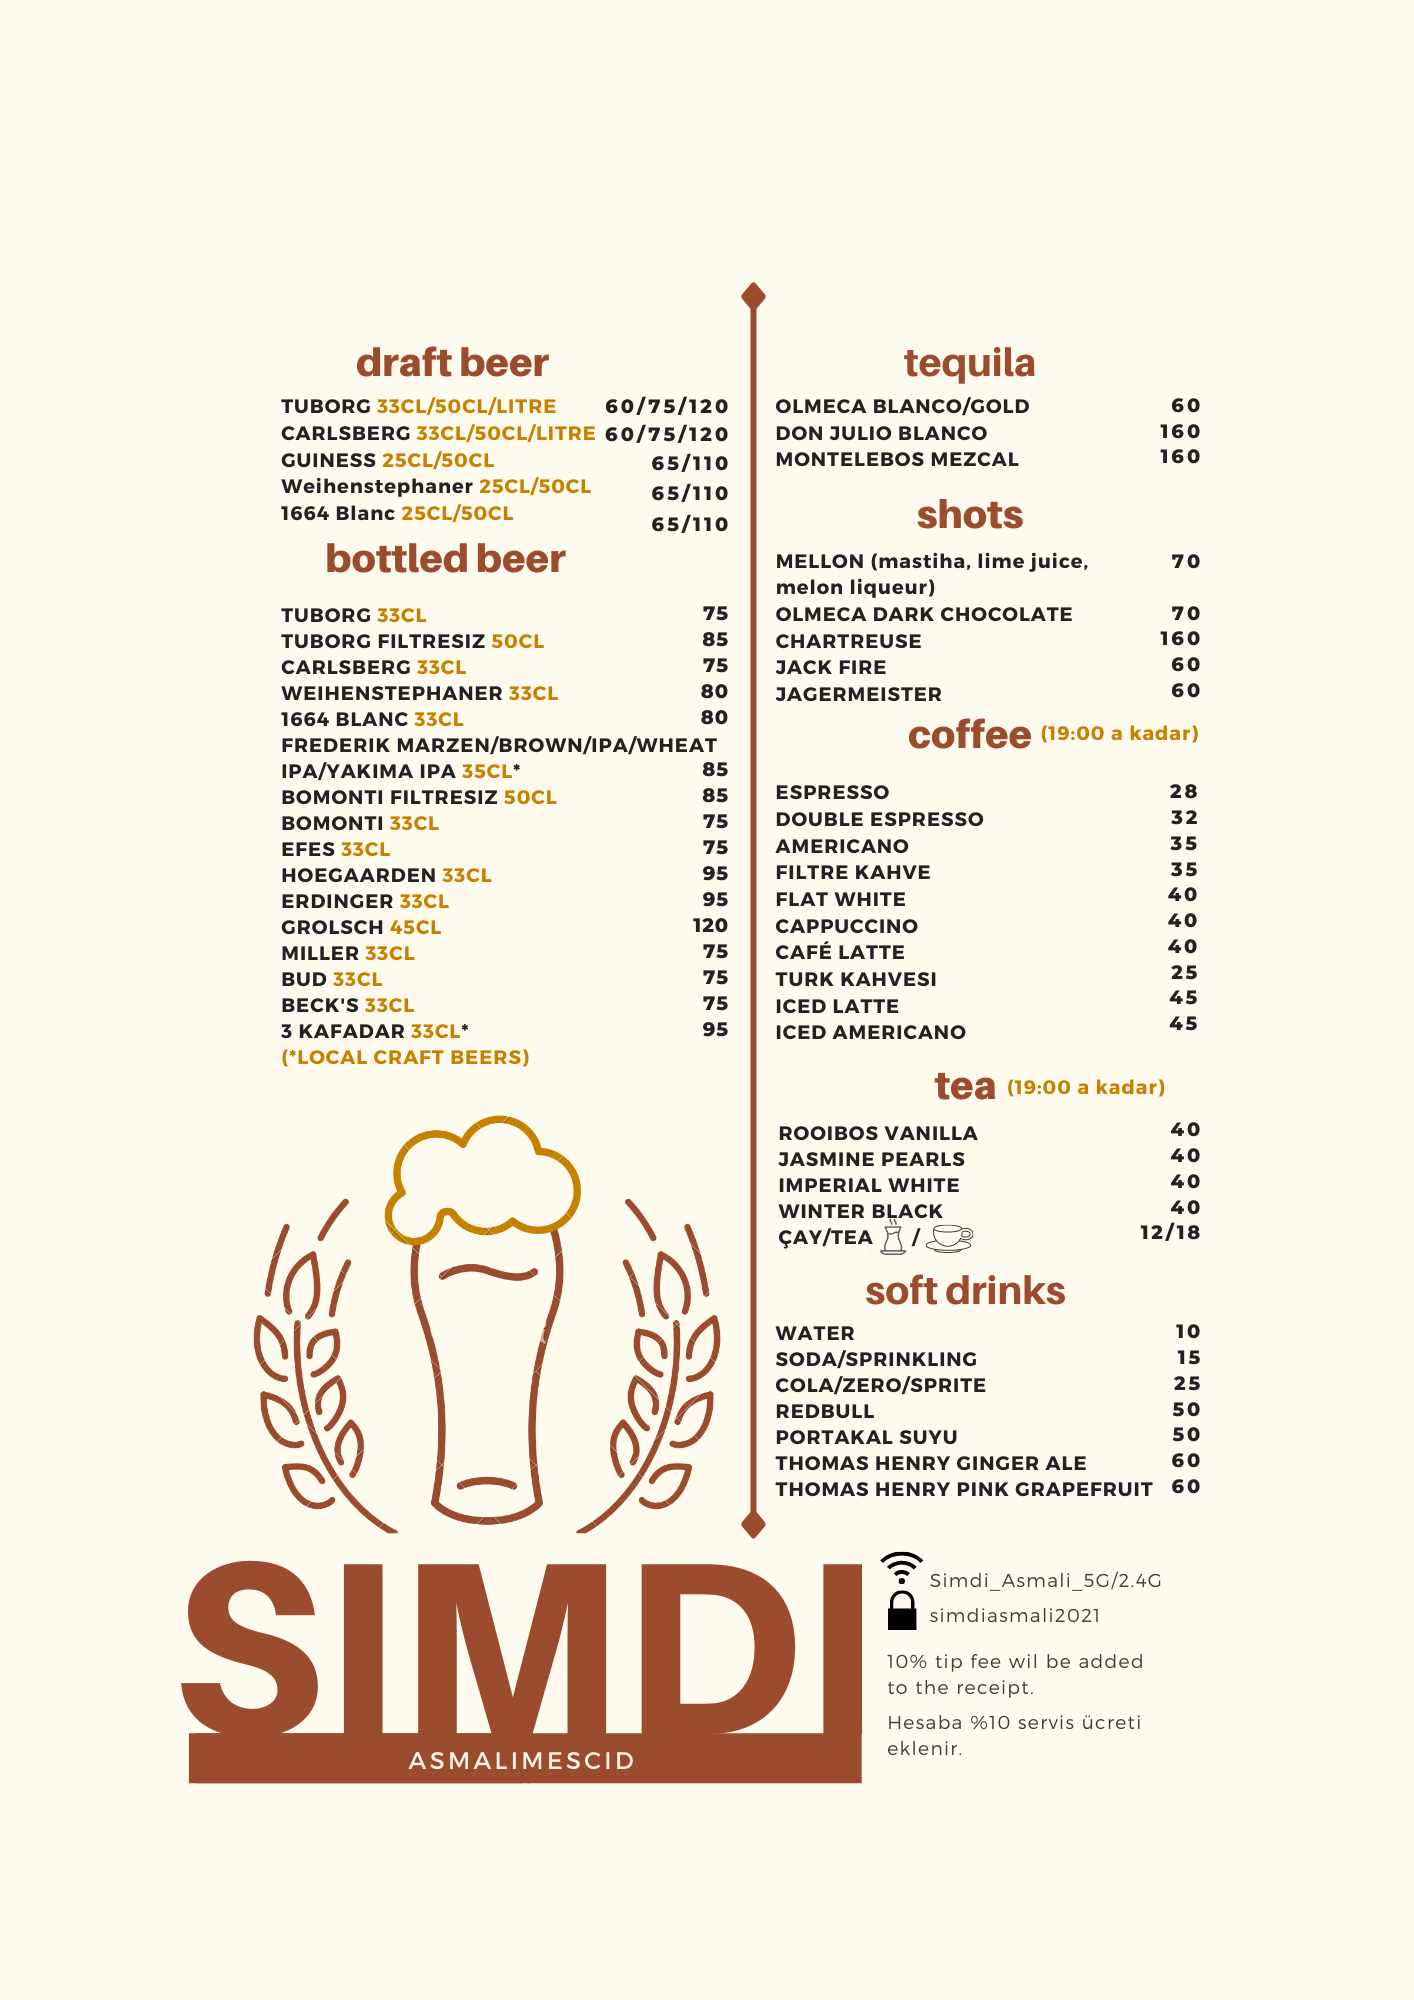 draft beer
TUBORG 33CL/50CL/LITRE 60/75/120
CARLSBERG 33CL/50CL/LITRE 60/75/120
GUINESS 25CL/50CL 65/110
Weihenstephaner 25CL/50CL 65/110
1664 Blanc 25CL/50CL 65/110
bottled beer
TUBORG 33CL 75
TUBORG FILTRESIZ 50CL 85
CARLSBERG 33CL 75
WEIHENSTEPHANER 33CL 80
1664 BLANC 33CL 80
FREDERIK MARZEN/BROWN/IPA/WHEAT
IPA/YAKIMA IPA 35CL* 85
BOMONTI FILTRESIZ 50CL 85
BOMONTI 33CL 75
EFES 33CL 75
HOEGAARDEN 33CL 95
ERDINGER 33CL 95
GROLSCH 45CL 120
MILLER 33CL 75
BUD 33CL 75
BECK'S 33CL 75
3 KAFADAR 33CL* 95
(*LOCAL CRAFT BEERS)
tequila
OLMECA BLANCO/GOLD 60
DON JULIO BLANCO 160
MONTELEBOS MEZCAL 160
shots
MELLON (mastiha, lime juice, 70
melon liqueur)
OLMECA DARK CHOCOLATE 70
CHARTREUSE 160
JACK FIRE 60
JAGERMEISTER 60
coffee (19:00 a kadar)
ESPRESSO 28
DOUBLE ESPRESSO 32
AMERICANO 35
FILTRE KAHVE 35
FLAT WHITE 40
CAPPUCCINO 40
CAFÉ LATTE 40
TURK KAHVESI 25
ICED LATTE 45
ICED AMERICANO 45
tea (19:00 a kadar)
ROOIBOS VANILLA 40
JASMINE PEARLS 40
IMPERIAL WHITE 40
WINTER BLACK 40
ÇAY/TEA / 12/18
soft drinks
WATER 10
SODA/SPRINKLING 15
COLA/ZERO/SPRITE 25
REDBULL 50
PORTAKAL SUYU 50
THOMAS HENRY GINGER ALE 60
THOMAS HENRY PINK GRAPEFRUIT 60
SIMDI
ASMALIMESCID
Simdi_Asmali_5G/2.4G
simdiasmali2021
10% tip fee wil be added
to the receipt.
Hesaba %10 servis ücreti
eklenir.